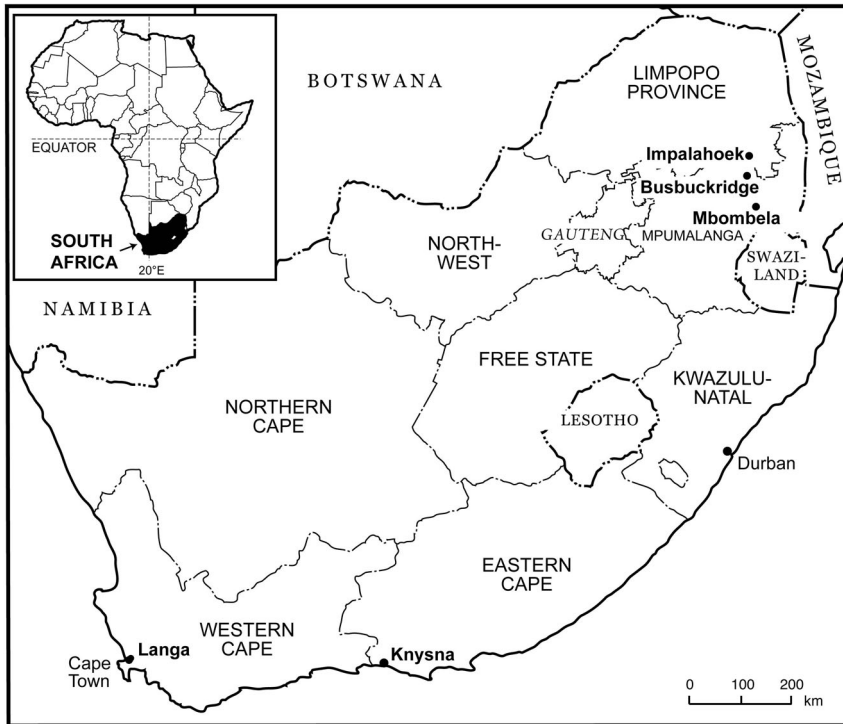 BOTSWANA
MOZAMBIQUE
LIMPOPO
PROVINCE
EQUATOR
Impalahoek
Busbuckridge
Mbombela
MPUMALANGA
GAUTENG
NORTH-
WEST
SWAZI-
LAND
SOUTH
AFRICA
20°E
NAMIBIA
FREE STATE
KWAZULU-
NATAL
NORTHERN
CAPE
LESOTHO
Durban
EASTERN
CAPE
WESTERN
CAPE
Langa
Cape
Town
Knysna
0 100 200
km